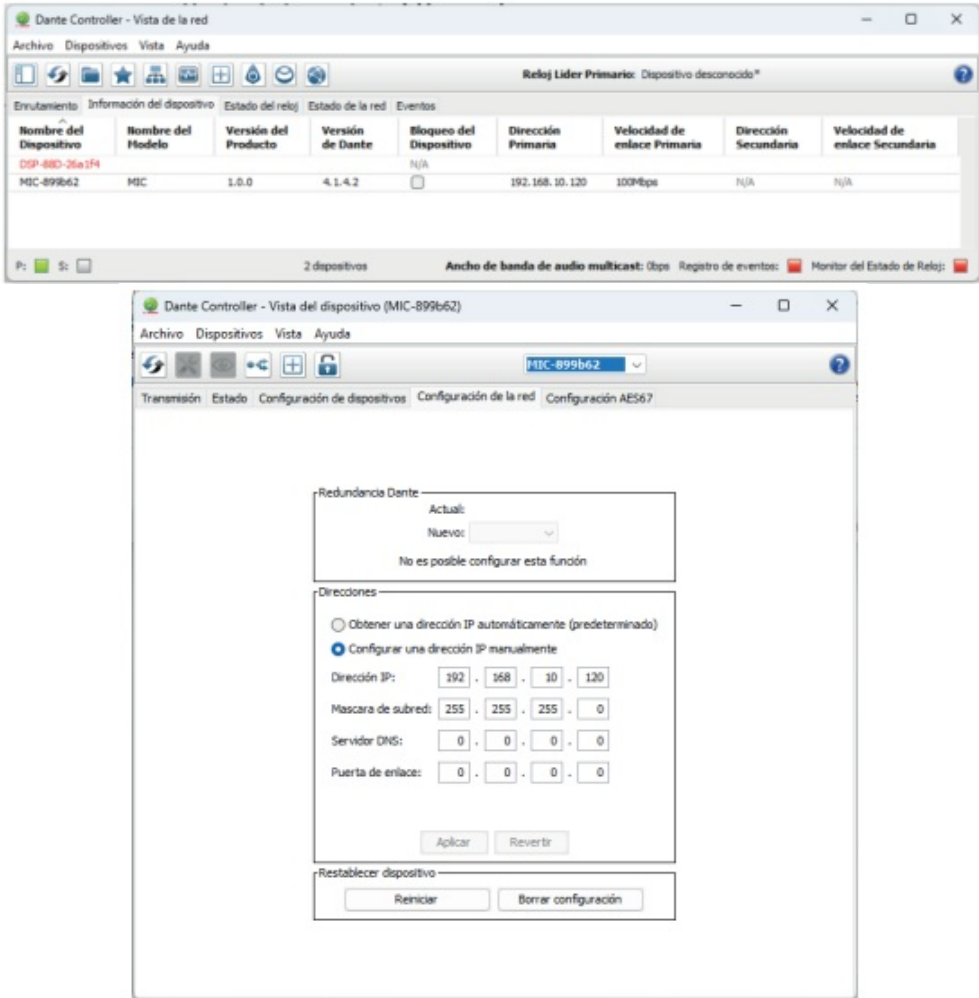 Dante Controller - Vista de la red
Archivo Dispositivos Vista Ayuda
Reloj Lider Primario: Dispositivo desconocido*
Enrutamiento Información del dispositivo Estado del reloj Estado de la red Eventos
Nombre del Dispositivo Nombre del Modelo Versión del Producto Versión de Dante Bloqueo del Dispositivo Dirección Primaria Velocidad de enlace Primaria Dirección Secundaria Velocidad de enlace Secundaria
DSP-88D-26a1f4 N/A
MIC-899b62 MIC 1.0.0 4.1.4.2 192.168.10.120 100Mbps N/A N/A
P: S: 2 dispositivos Ancho de banda de audio multicast: 0bps Registro de eventos: Monitor del Estado de Reloj:
Dante Controller - Vista del dispositivo (MIC-899b62)
Archivo Dispositivos Vista Ayuda
MIC-899b62
Transmisión Estado Configuración de dispositivos Configuración de la red Configuración AES67
Redundancia Dante
Actual:
Nuevo:
No es posible configurar esta función
Direcciones
Obtener una dirección IP automáticamente (predeterminado)
Configurar una dirección IP manualmente
Dirección IP: 192 . 168 . 10 . 120
Mascara de subred: 255 . 255 . 255 . 0
Servidor DNS: 0 . 0 . 0 . 0
Puerta de enlace: 0 . 0 . 0 . 0
Aplicar Revertir
Restablecer dispositivo
Reiniciar Borrar configuración